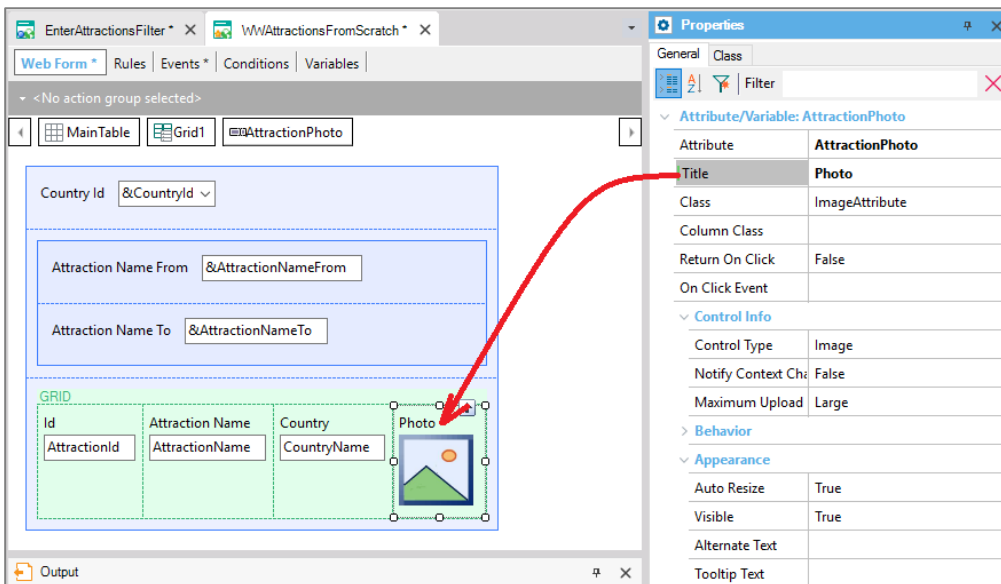 EnterAttractionsFilter *
WWAttractionsFromScratch *
Web Form *
Rules
Events *
Conditions
Variables
<No action group selected>
MainTable
Grid1
AttractionPhoto
Country Id
&CountryId
Attraction Name From
&AttractionNameFrom
Attraction Name To
&AttractionNameTo
GRID
Id
Attraction Name
Country
Photo
AttractionId
AttractionName
CountryName
Output
Properties
General
Class
Filter
Attribute/Variable: AttractionPhoto
Attribute
AttractionPhoto
Title
Photo
Class
ImageAttribute
Column Class
Return On Click
False
On Click Event
Control Info
Control Type
Image
Notify Context Cha
False
Maximum Upload
Large
Behavior
Appearance
Auto Resize
True
Visible
True
Alternate Text
Tooltip Text